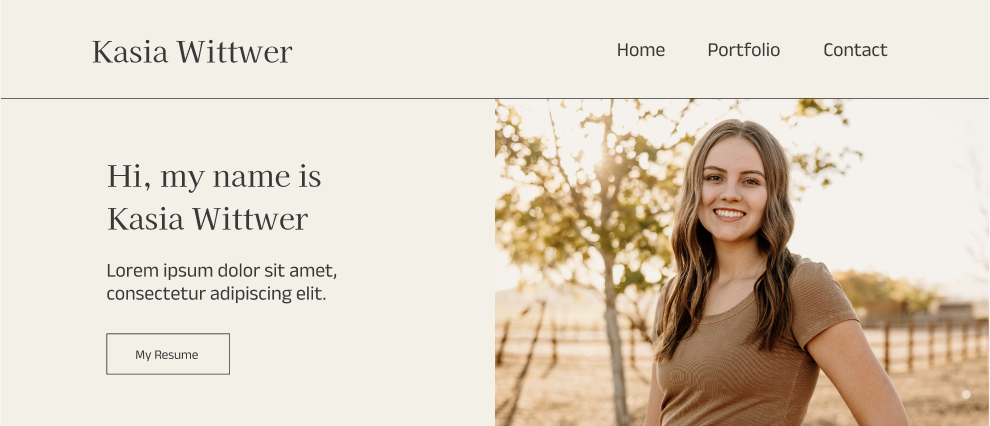 Kasia Wittwer
Home Portfolio Contact
Hi, my name is
Kasia Wittwer
Lorem ipsum dolor sit amet,
consectetur adipiscing elit.
My Resume